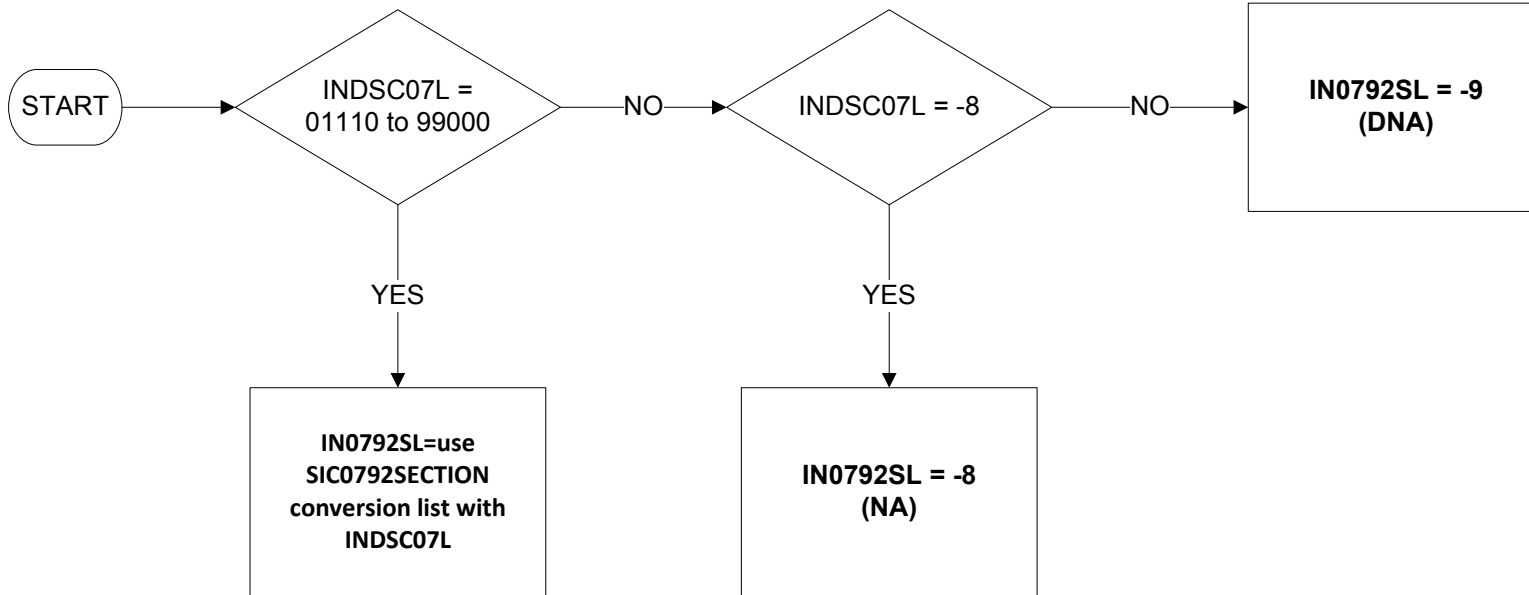 START
INDSC07L =
01110 to 99000
NO
INDSC07L = -8
NO
IN0792SL = -9
(DNA)
YES
YES
IN0792SL=use
SIC0792SECTION
conversion list with
INDSC07L
IN0792SL = -8
(NA)